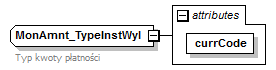 attributes
MonAmnt_TypeInstWyl
currCode
Typ kwoty płatności